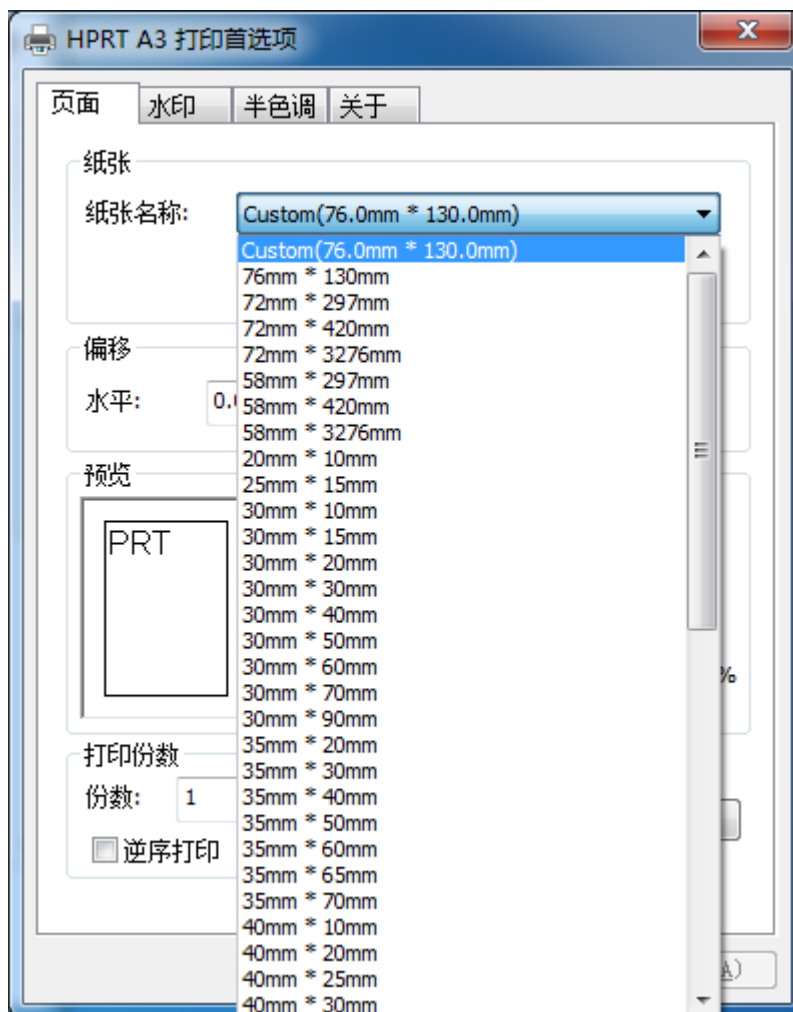 HPRT A3 打印首选项
页面 水印 半色调 关于
纸张
纸张名称: Custom(76.0mm * 130.0mm)
Custom(76.0mm * 130.0mm)
76mm * 130mm
72mm * 297mm
72mm * 420mm
72mm * 3276mm
58mm * 297mm
58mm * 420mm
58mm * 3276mm
20mm * 10mm
25mm * 15mm
30mm * 10mm
30mm * 15mm
30mm * 20mm
30mm * 30mm
30mm * 40mm
30mm * 50mm
30mm * 60mm
30mm * 70mm
30mm * 90mm
35mm * 20mm
35mm * 30mm
35mm * 40mm
35mm * 50mm
35mm * 60mm
35mm * 65mm
35mm * 70mm
40mm * 10mm
40mm * 20mm
40mm * 25mm
40mm * 30mm
偏移
水平: 0.
预览
PRT
%
打印份数
份数: 1
逆序打印
A)